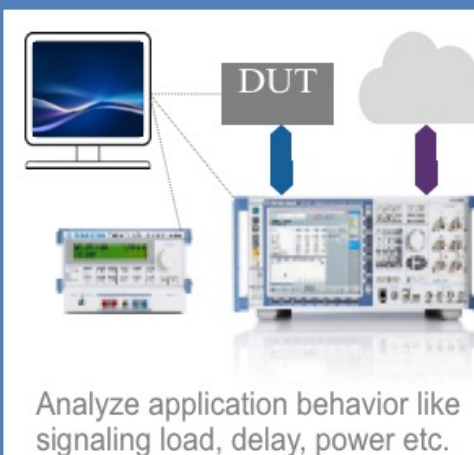 DUT
Analyze application behavior like
signaling load, delay, power etc.